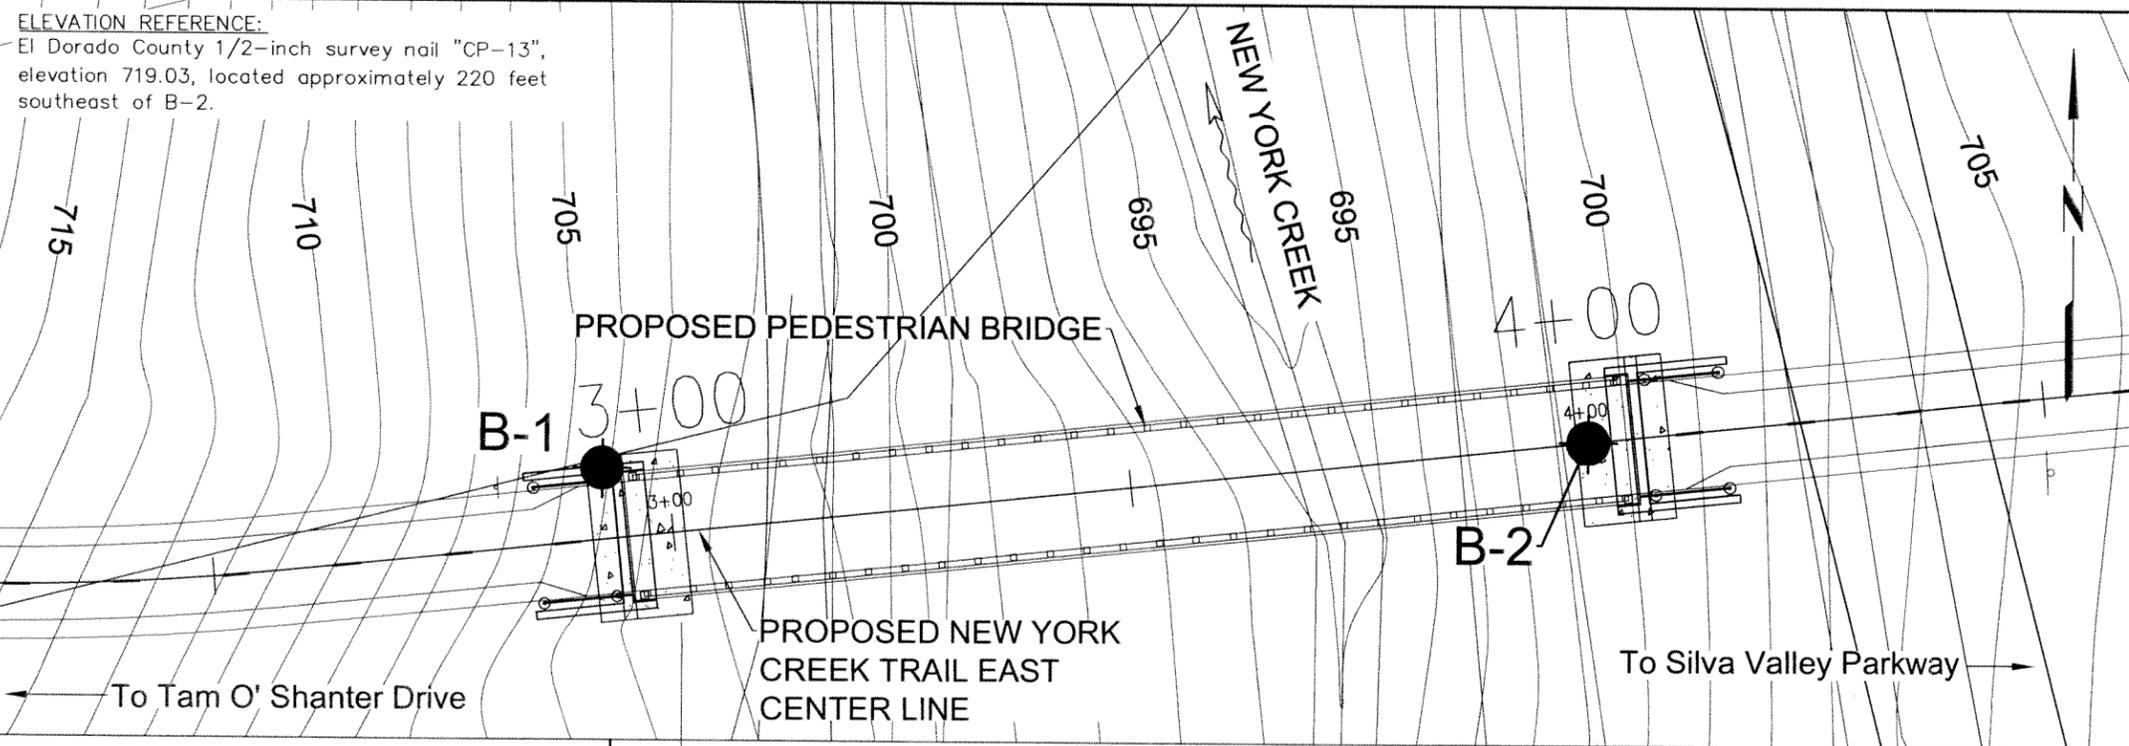 ELEVATION REFERENCE:
El Dorado County 1/2-inch survey nail "CP-13",
elevation 719.03, located approximately 220 feet
southeast of B-2.
715
710
705
700
695
NEW YORK CREEK
695
700
705
N
PROPOSED PEDESTRIAN BRIDGE
4+00
B-1
3+00
4+00
3+00
B-2
PROPOSED NEW YORK
CREEK TRAIL EAST
CENTER LINE
To Tam O' Shanter Drive
To Silva Valley Parkway